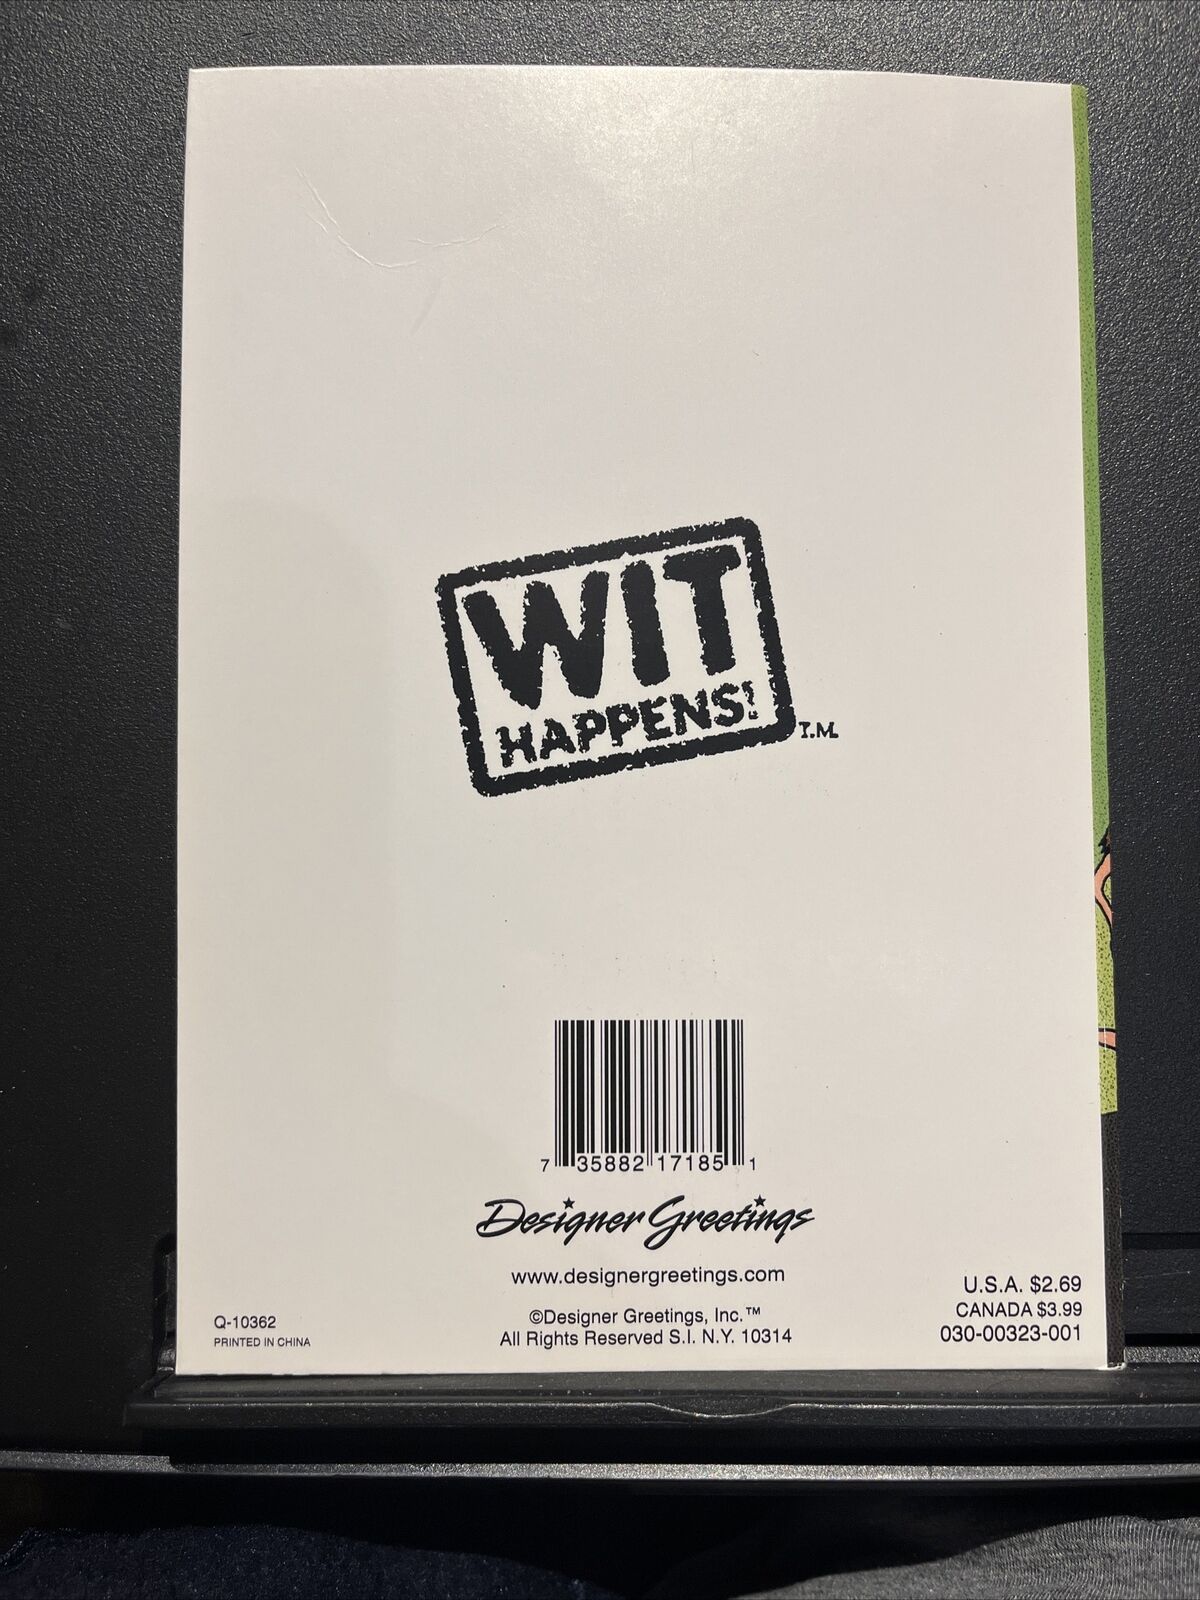 WIT
HAPPENS!
T.M.
7 35882 17185 1
Designer Greetings
www.designergreetings.com
©Designer Greetings, Inc.™
All Rights Reserved S.I. N.Y. 10314
Q-10362
PRINTED IN CHINA
U.S.A. $2.69
CANADA $3.99
030-00323-001